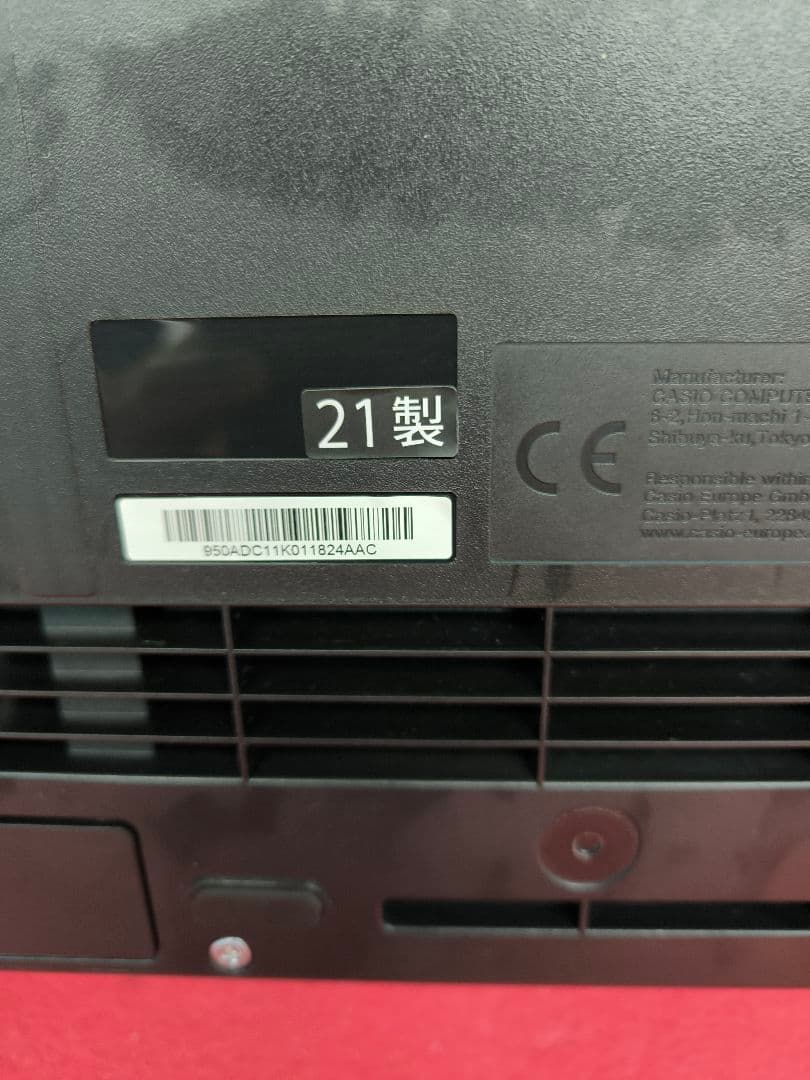 21製
950ADC11K011824AAC
CE
Manufacturer:
CASIO COMPUTE
6-2, Hon-machi 1
Shibuya-ku, Tokyo
Responsible within
Casio Europe Gmb
Casio-Platz 1, 2284
www.casio-europe.